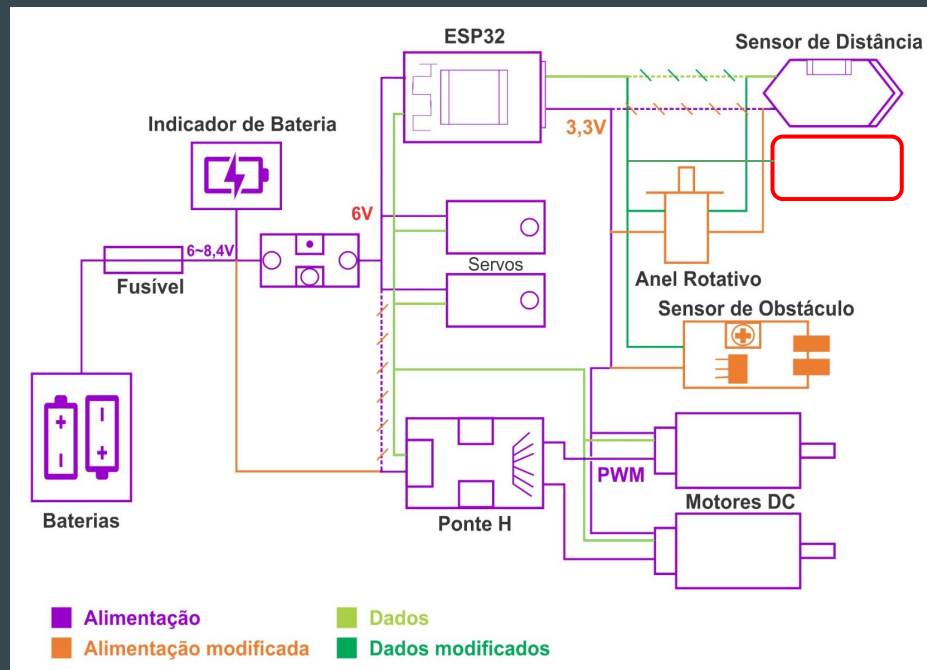 ESP32
Sensor de Distância
Indicador de Bateria
3,3V
6V
6~8,4V
Fusível
Servos
Anel Rotativo
Sensor de Obstáculo
PWM
Motores DC
Baterias
Ponte H
Alimentação
Dados
Alimentação modificada
Dados modificados